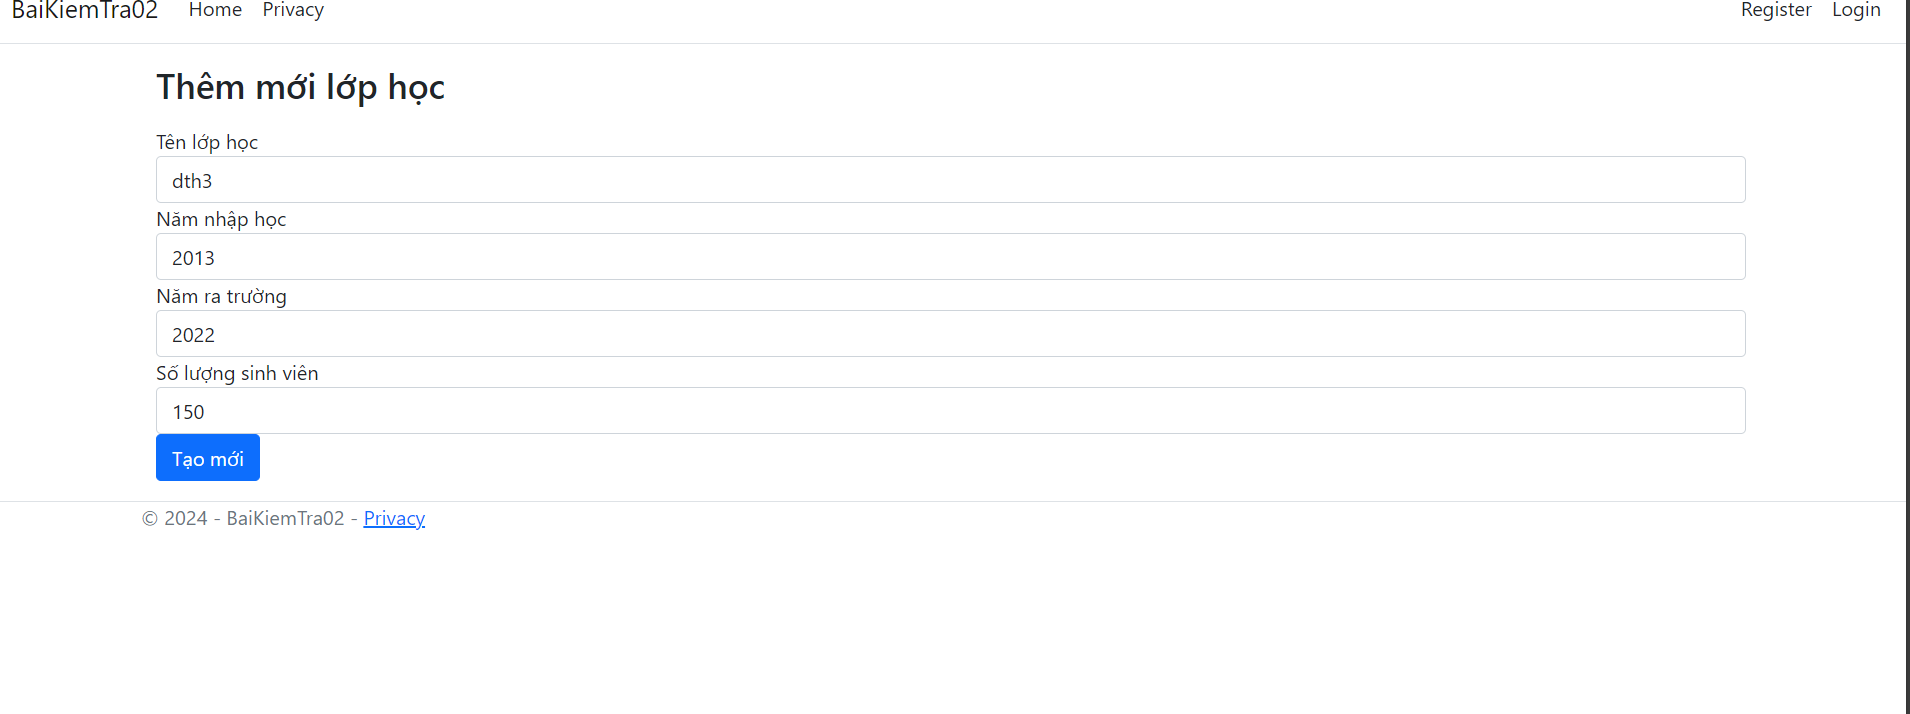 BaiKiemTra02 Home Privacy Register Login
Thêm mới lớp học
Tên lớp học
dth3
Năm nhập học
2013
Năm ra trường
2022
Số lượng sinh viên
150
Tạo mới
© 2024 - BaiKiemTra02 - Privacy